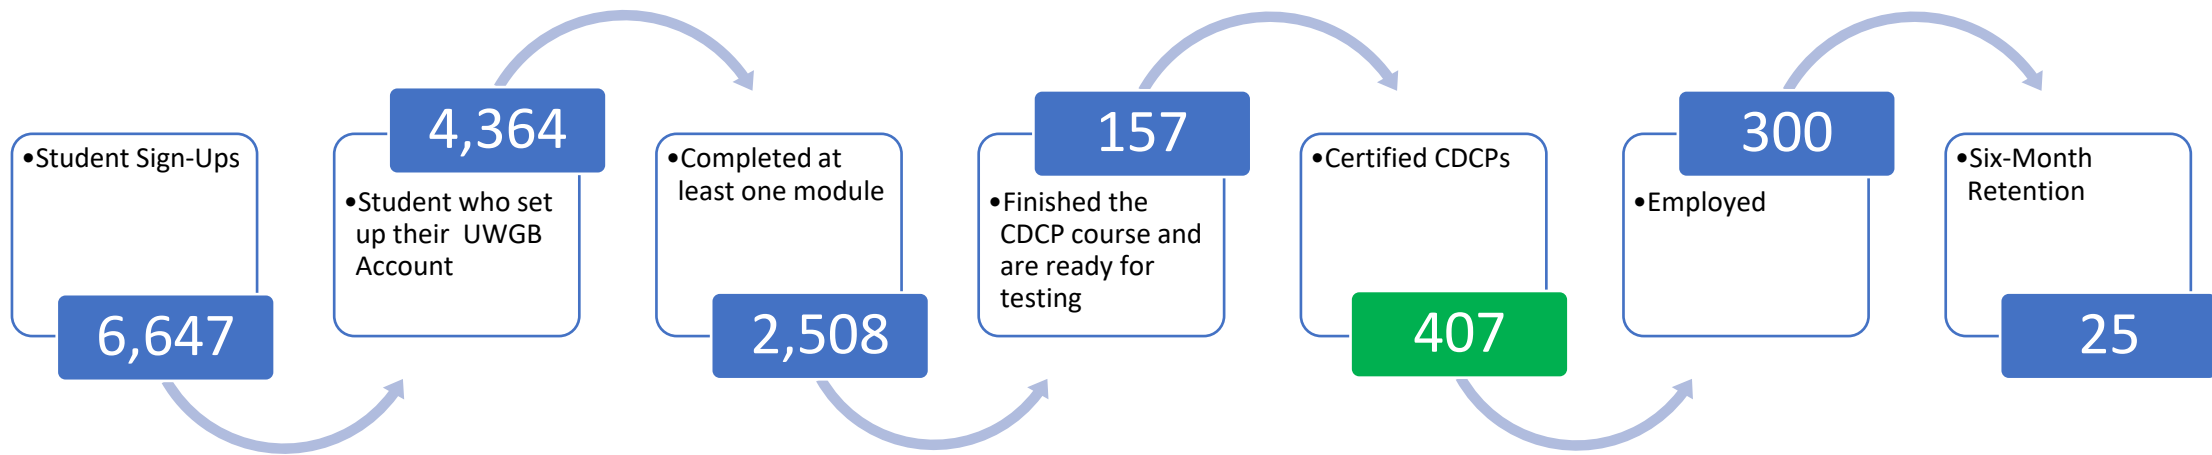 •Student Sign-Ups
6,647
4,364
•Student who set
up their UWGB
Account
•Completed at
least one module
2,508
157
•Finished the
CDCP course and
are ready for
testing
•Certified CDCPs
407
300
•Employed
•Six-Month
Retention
25